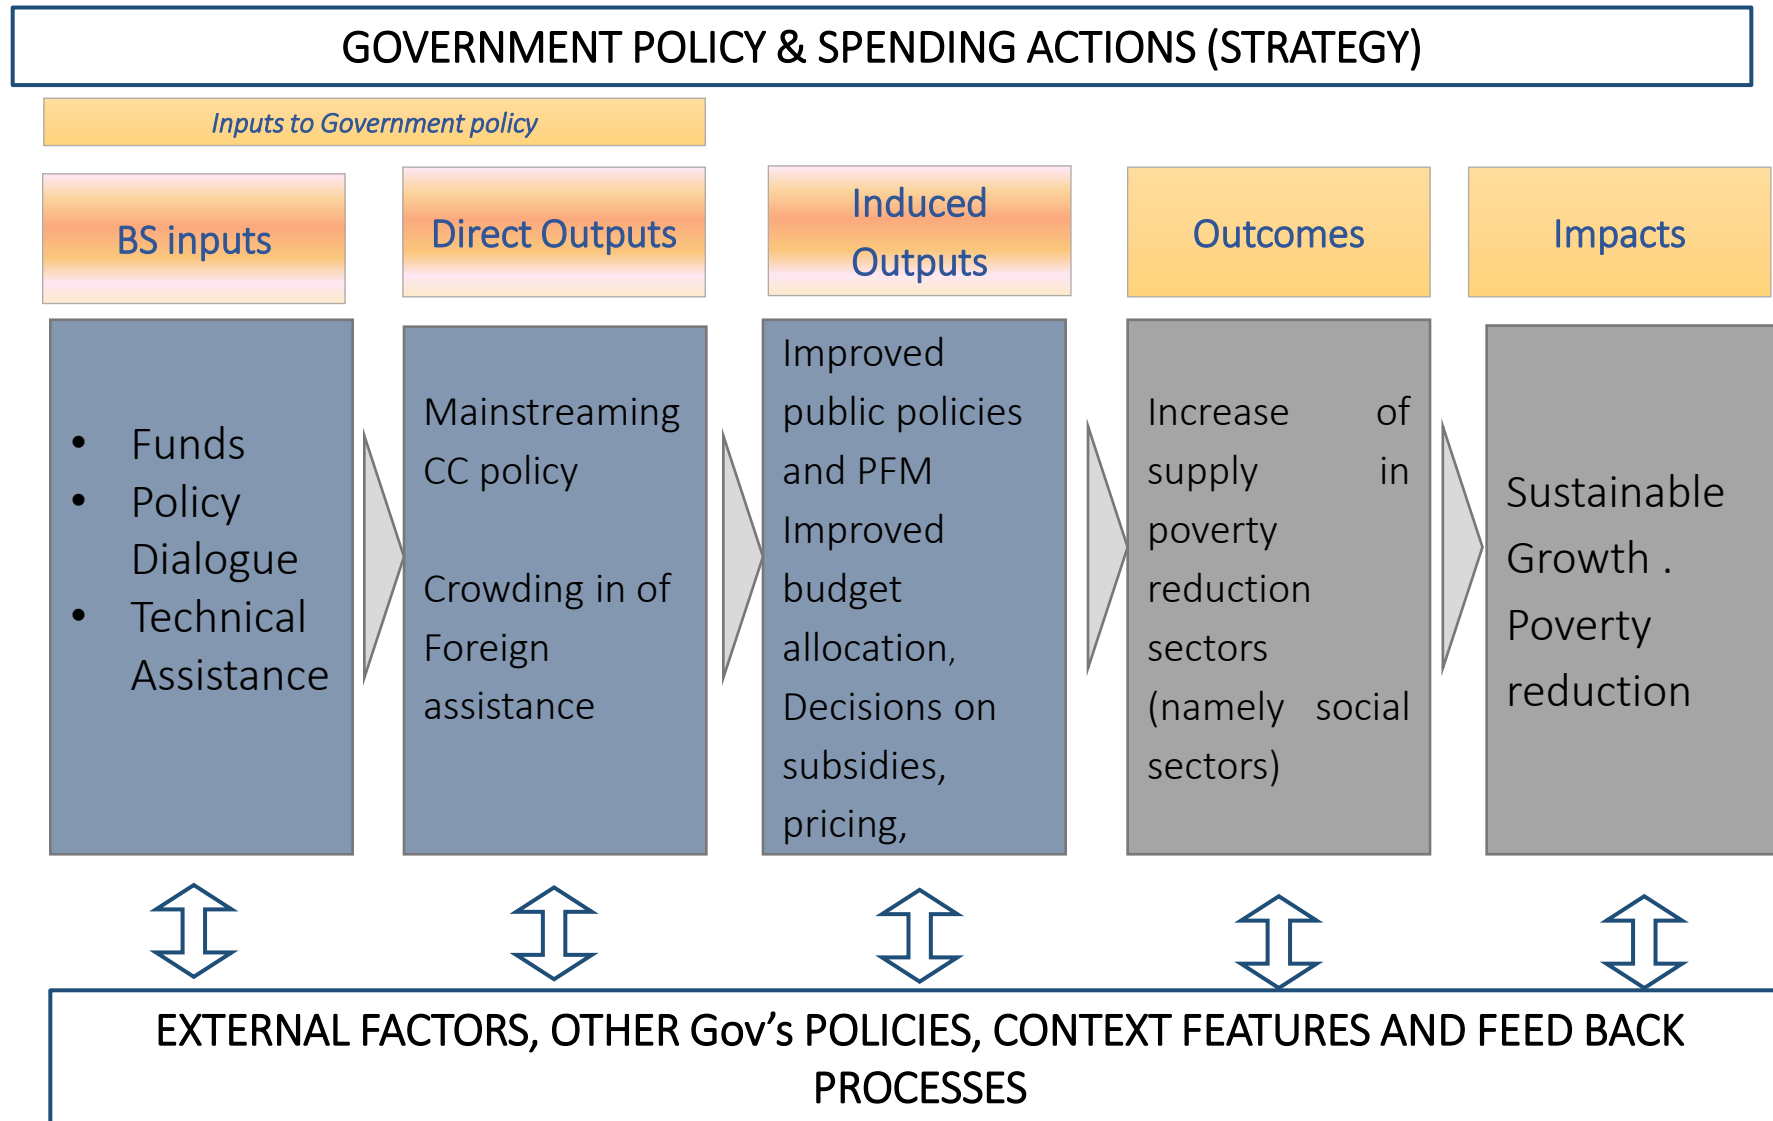 GOVERNMENT POLICY & SPENDING ACTIONS (STRATEGY)
Inputs to Government policy
BS inputs
Direct Outputs
Induced
Outputs
Outcomes
Impacts
• Funds
• Policy
Dialogue
• Technical
Assistance
Mainstreaming
CC policy
Crowding in of
Foreign
assistance
Improved
public policies
and PFM
Improved
budget
allocation,
Decisions on
subsidies,
pricing,
Increase of
supply in
poverty
reduction
sectors
(namely social
sectors)
Sustainable
Growth .
Poverty
reduction
EXTERNAL FACTORS, OTHER Gov’s POLICIES, CONTEXT FEATURES AND FEED BACK
PROCESSES